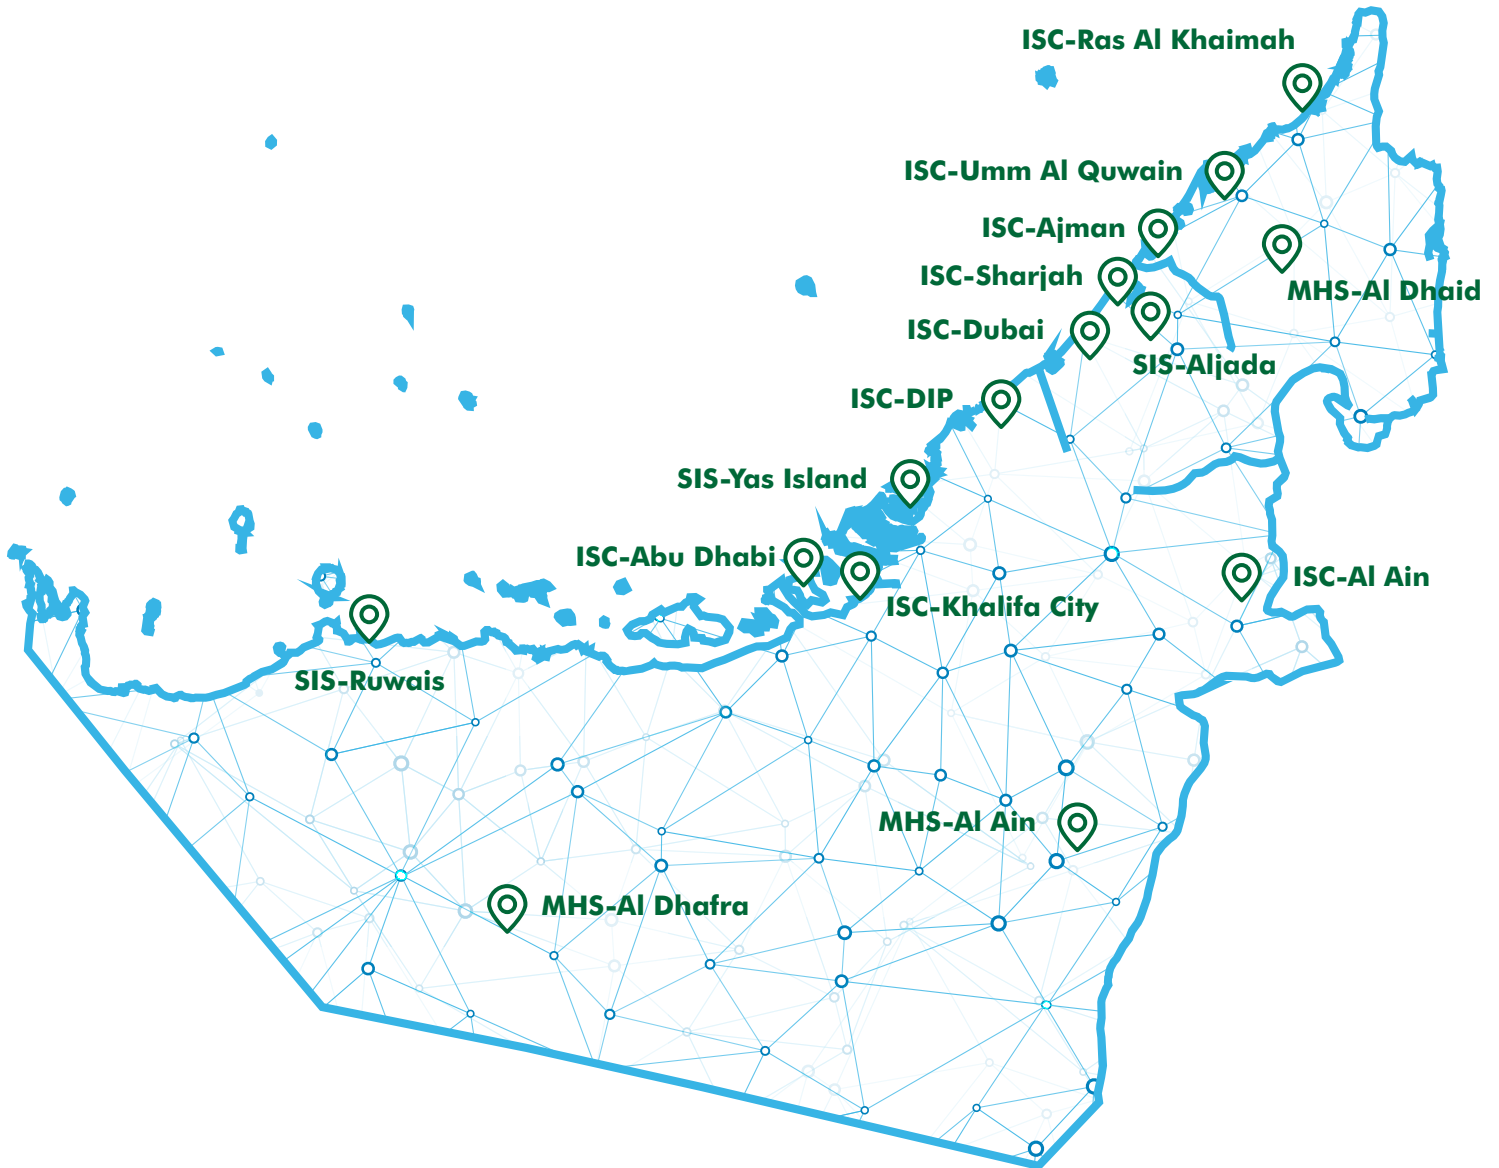 ISC-Ras Al Khaimah
ISC-Umm Al Quwain
ISC-Ajman
ISC-Sharjah
MHS-Al Dhaid
ISC-Dubai
SIS-Aljada
ISC-DIP
SIS-Yas Island
ISC-Abu Dhabi
ISC-Al Ain
ISC-Khalifa City
SIS-Ruwais
MHS-Al Ain
MHS-Al Dhafra